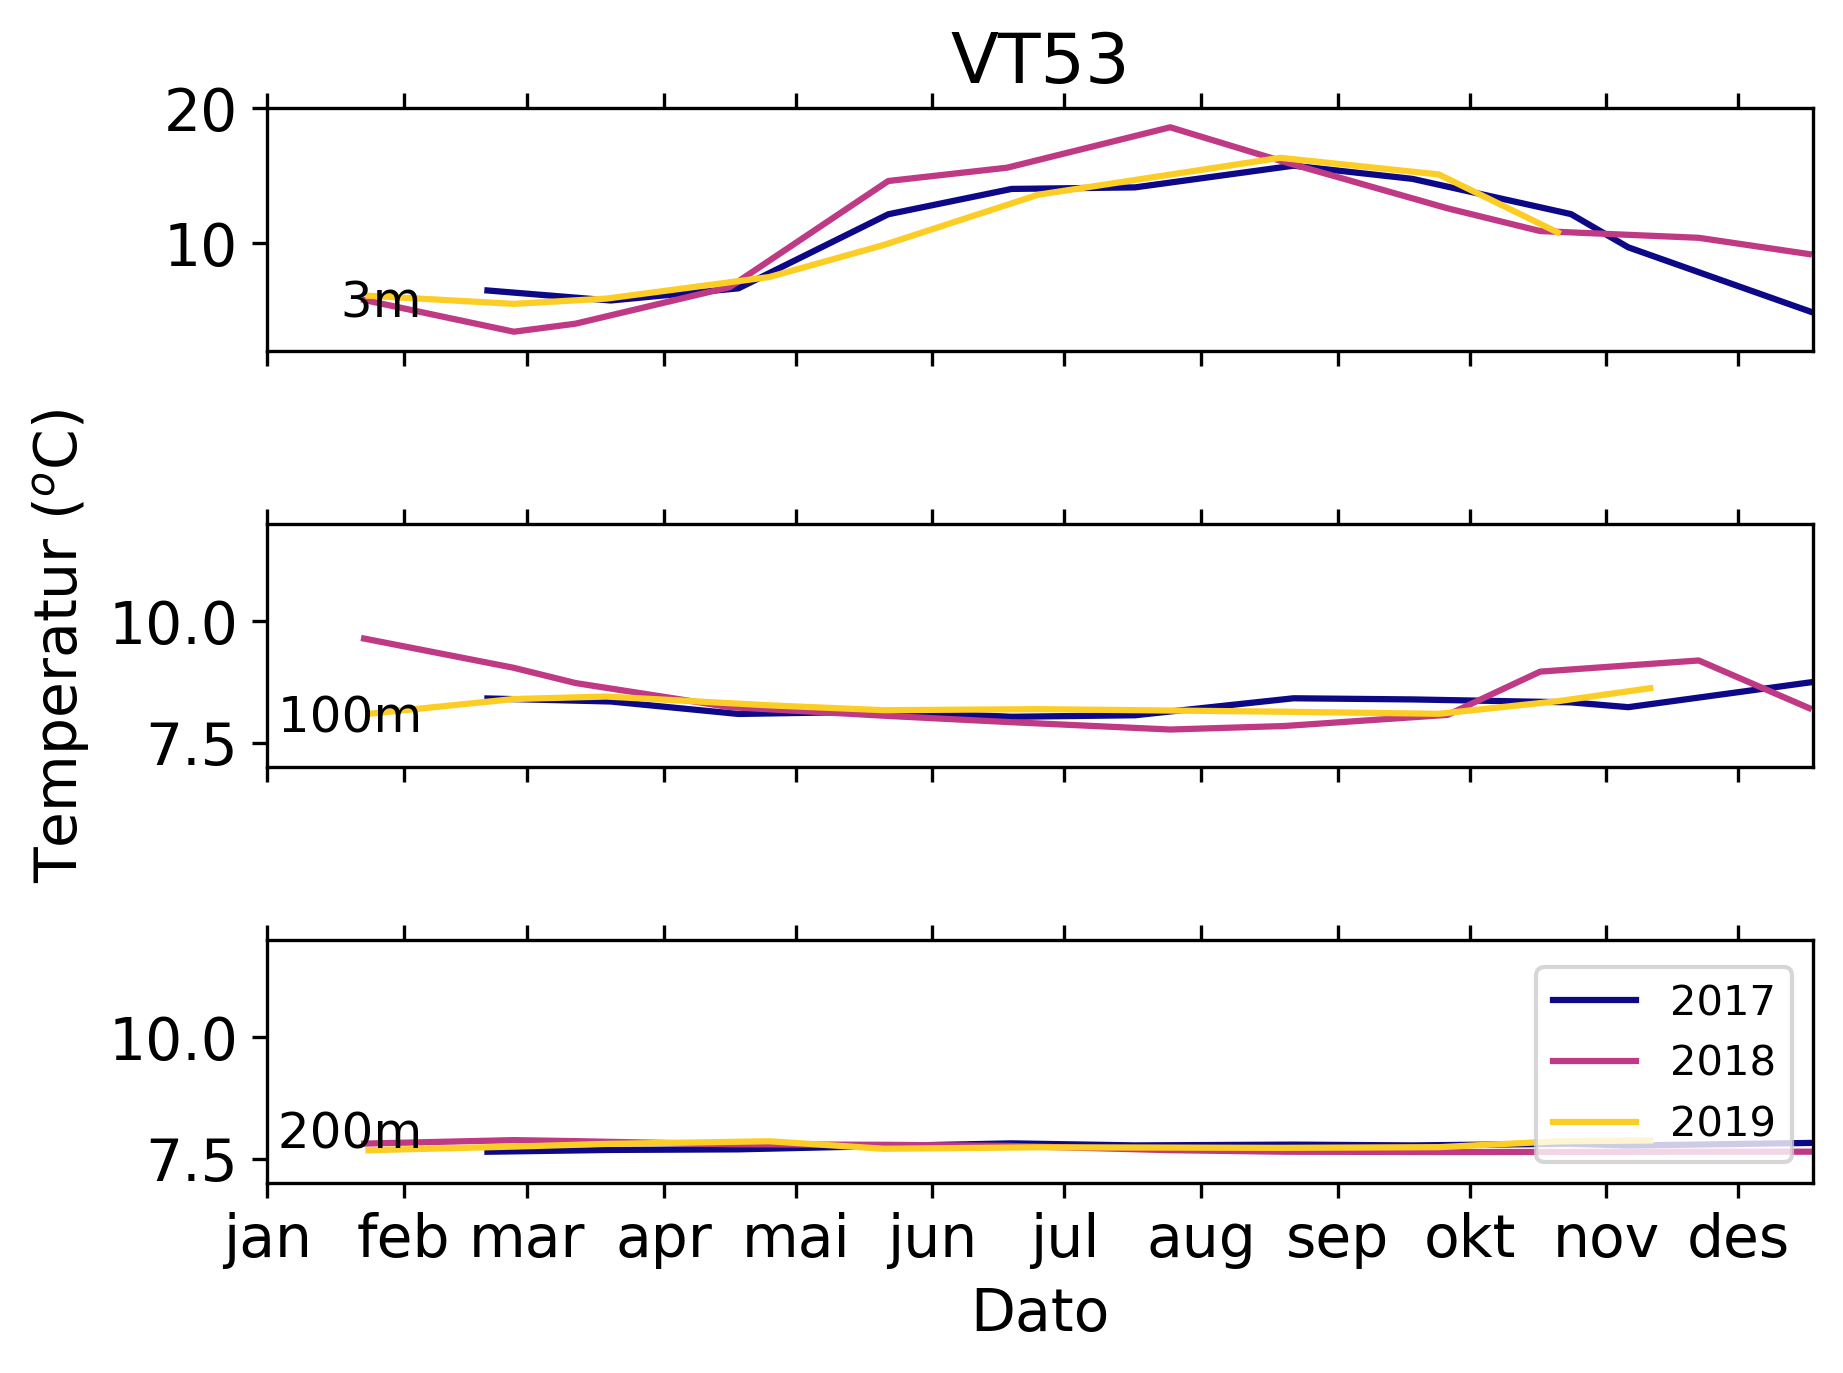 VT53
20
10
3m
Temperatur (°C)
10.0
7.5
100m
10.0
7.5
200m
2017
2018
2019
jan feb mar apr mai jun jul aug sep okt nov des
Dato